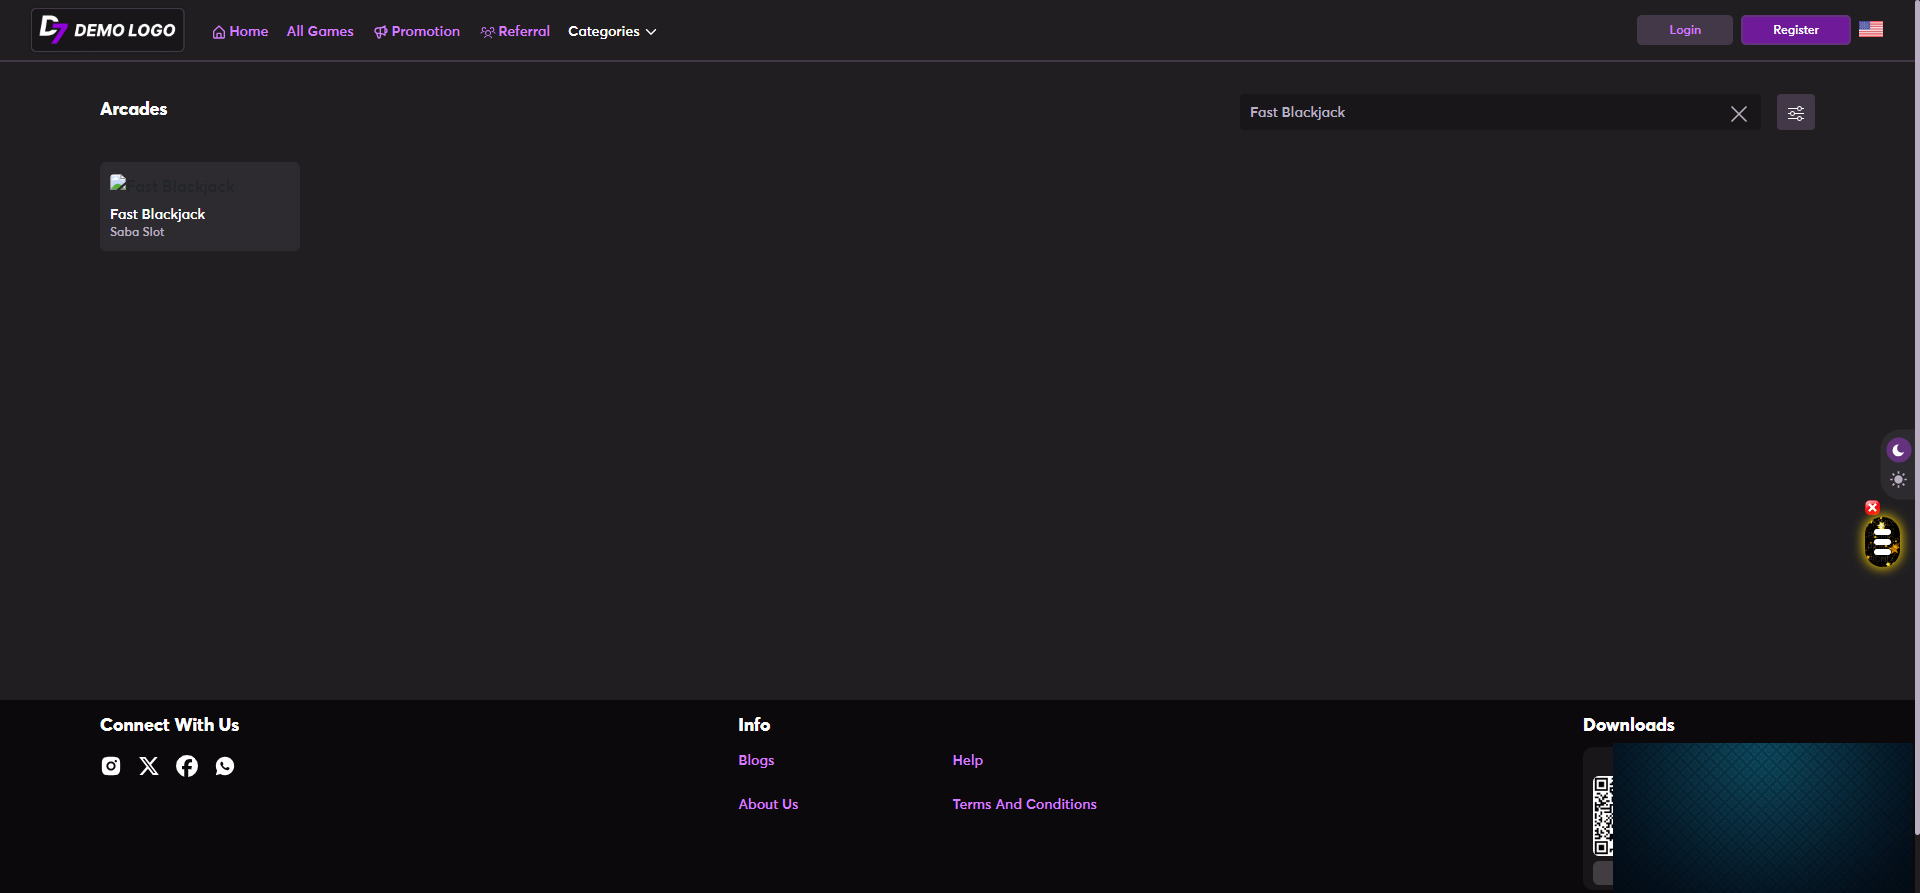 D7 DEMO LOGO
Home
All Games
Promotion
Referral
Categories
Login
Register
Arcades
Fast Blackjack
Fast Blackjack
Fast Blackjack
Saba Slot
Connect With Us
Info
Downloads
Blogs
Help
About Us
Terms And Conditions